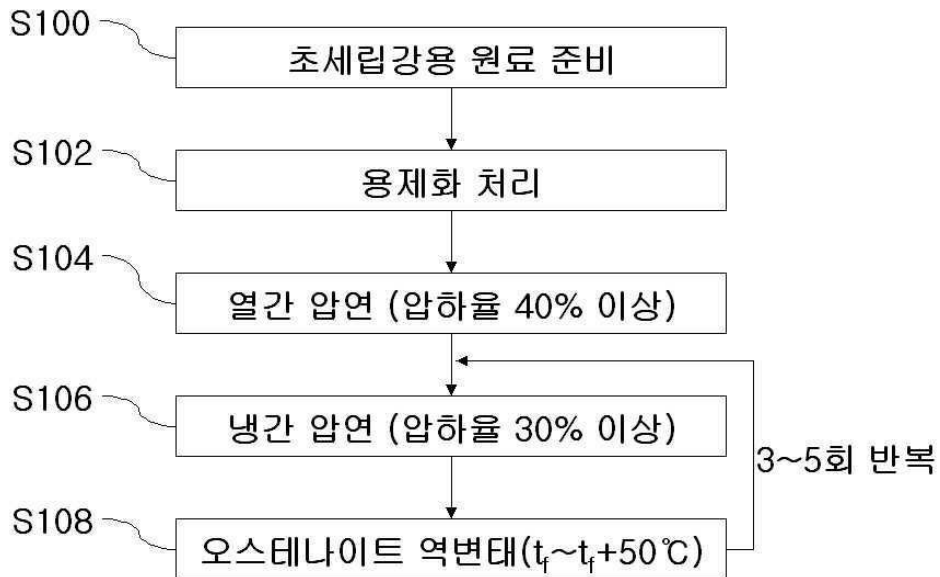 S100
초세립강용 원료 준비
S102
용제화 처리
S104
열간 압연 (압하율 40% 이상)
S106
냉간 압연 (압하율 30% 이상)
3~5회 반복
S108
오스테나이트 역변태(tf~tf+50℃)